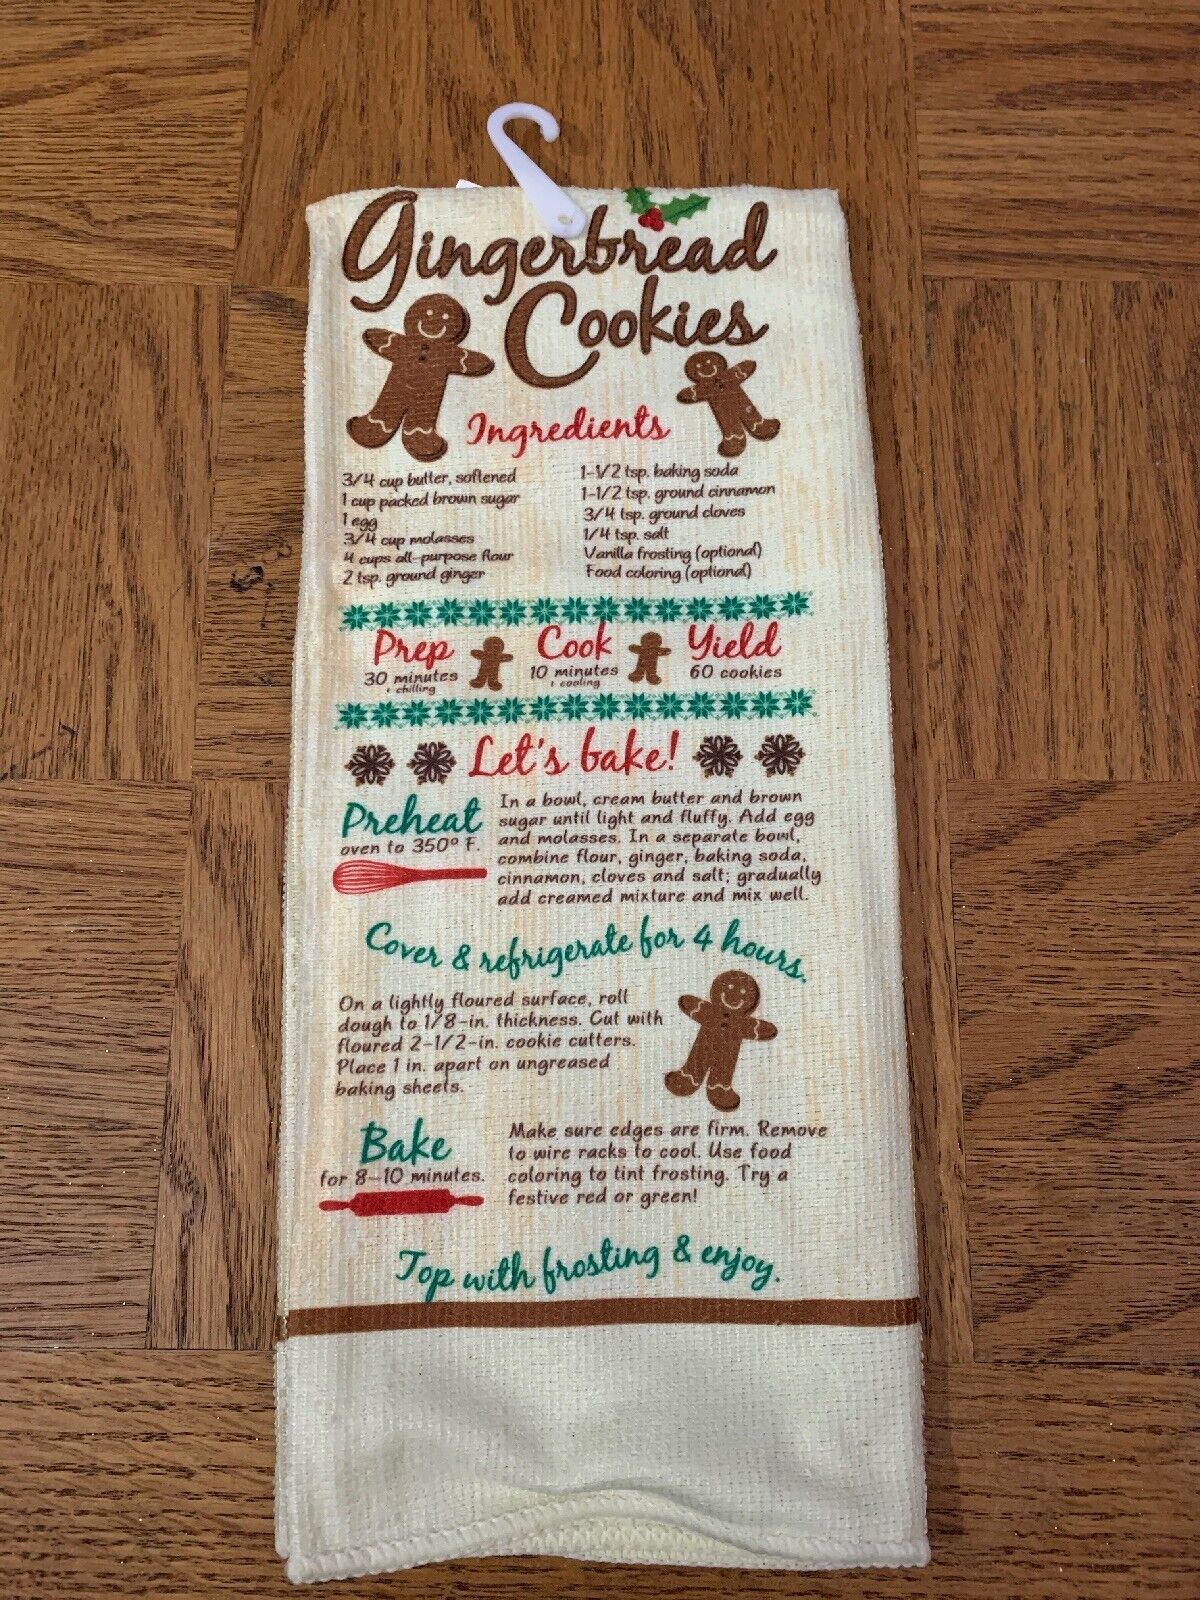 Gingerbread
Cookies
Ingredients
3/4 cup butter, softened
1 cup packed brown sugar
1 egg
3/4 cup molasses
4 cups all-purpose flour
2 tsp. ground ginger
1-1/2 tsp. baking soda
1-1/2 tsp. ground cinnamon
3/4 tsp. ground cloves
1/4 tsp. salt
Vanilla frosting (optional)
Food coloring (optional)
Prep
30 minutes
+ chilling
Cook
10 minutes
+ cooling
Yield
60 cookies
Let's bake!
Preheat
oven to 350° F.
In a bowl, cream butter and brown
sugar until light and fluffy. Add egg
and molasses. In a separate bowl,
combine flour, ginger, baking soda,
cinnamon, cloves and salt; gradually
add creamed mixture and mix well.
Cover & refrigerate for 4 hours.
On a lightly floured surface, roll
dough to 1/8-in. thickness. Cut with
floured 2-1/2-in. cookie cutters.
Place 1 in. apart on ungreased
baking sheets.
Bake
for 8-10 minutes.
Make sure edges are firm. Remove
to wire racks to cool. Use food
coloring to tint frosting. Try a
festive red or green!
Top with frosting & enjoy.